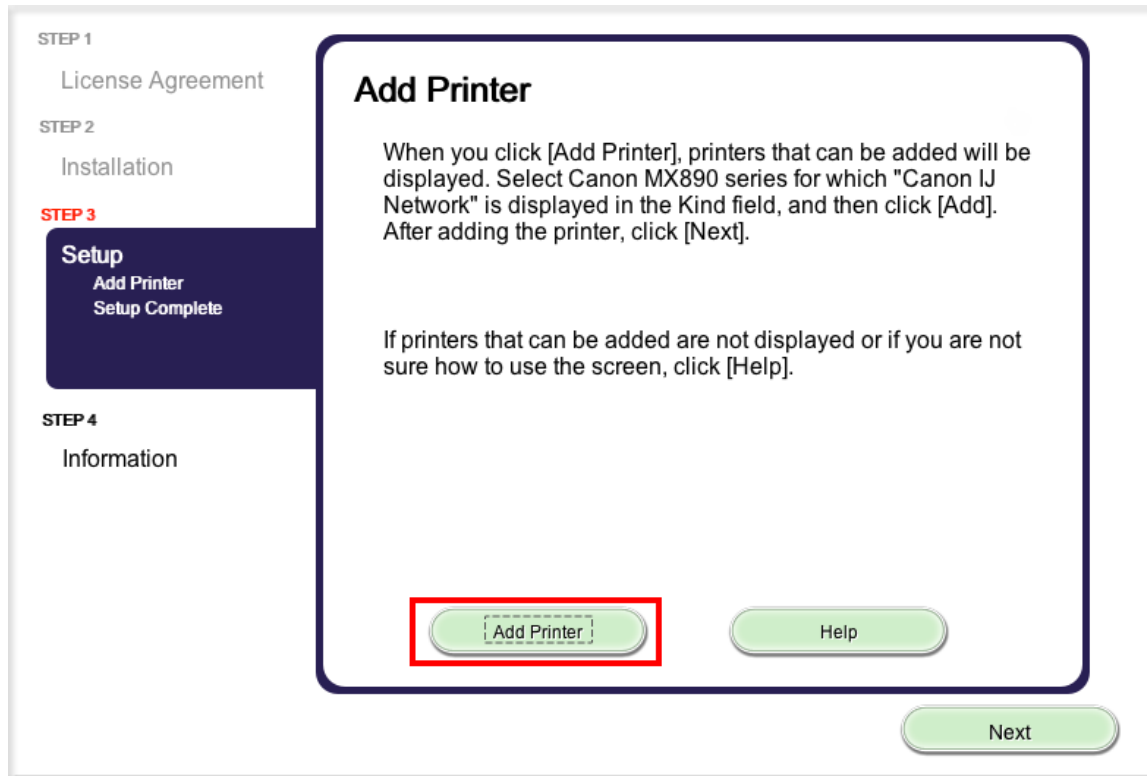 STEP 1
License Agreement
STEP 2
Installation
STEP 3
Setup
Add Printer
Setup Complete
STEP 4
Information
Add Printer
When you click [Add Printer], printers that can be added will be
displayed. Select Canon MX890 series for which "Canon IJ
Network" is displayed in the Kind field, and then click [Add].
After adding the printer, click [Next].
If printers that can be added are not displayed or if you are not
sure how to use the screen, click [Help].
Add Printer
Help
Next